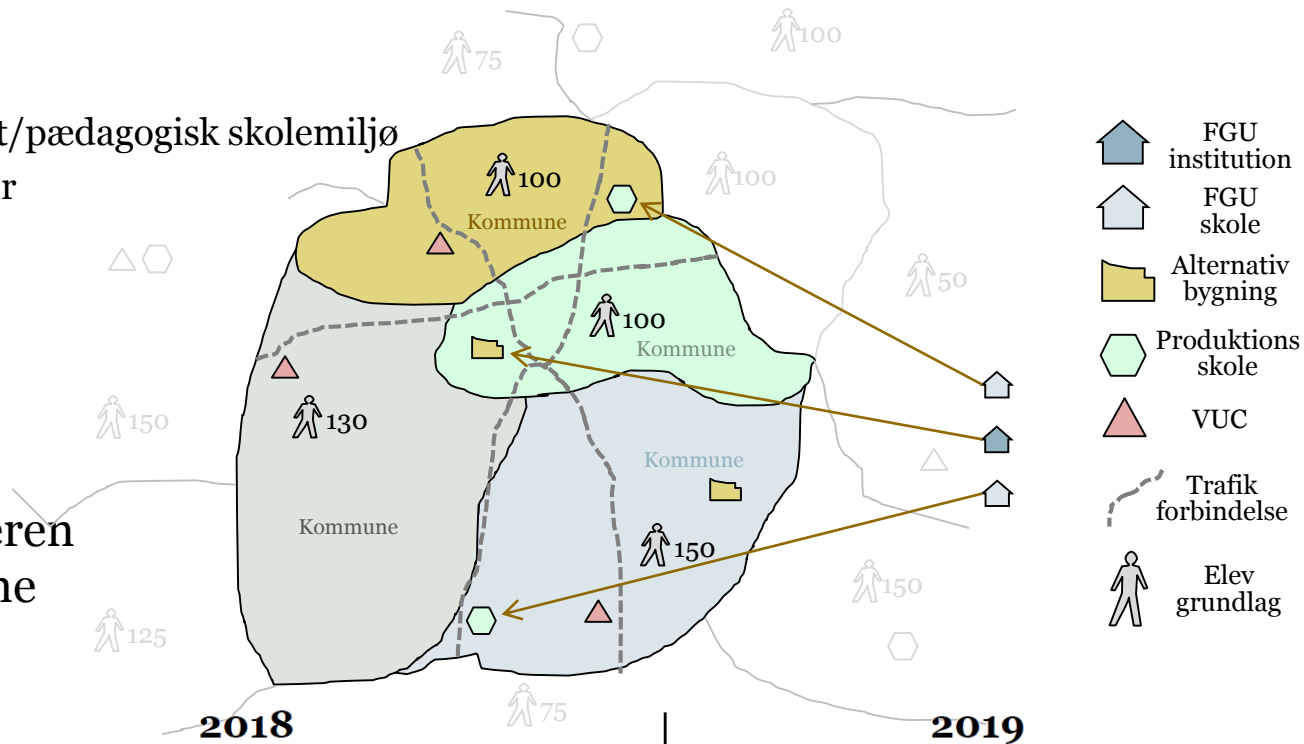 75
100
t/pædagogisk skolemiljø
r
100
Kommune
100
50
100
Kommune
150
130
Kommune
Kommune
eren
ne
150
150
125
75
2018
|
2019
FGU
institution
FGU
skole
Alternativ
bygning
Produktions
skole
VUC
Trafik
forbindelse
Elev
grundlag